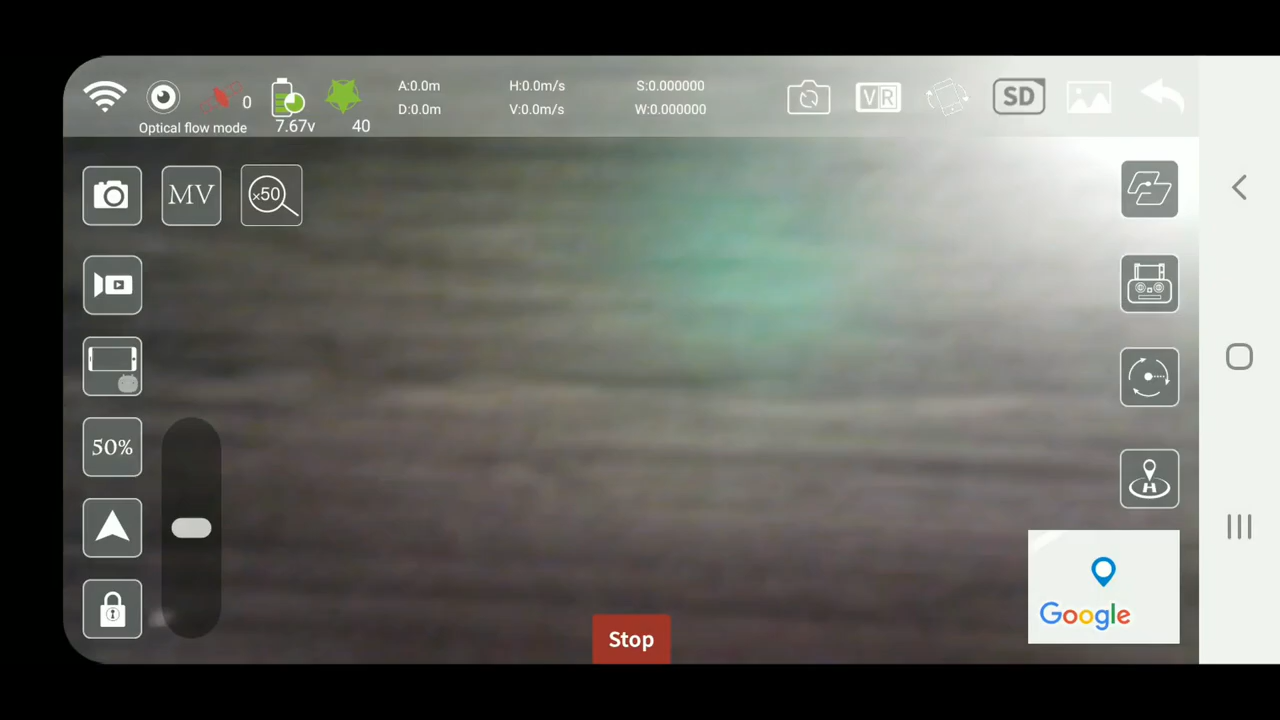 0
Optical flow mode
7.67v
40
A:0.0m
H:0.0m/s
S:0.000000
D:0.0m
V:0.0m/s
W:0.000000
VR
SD
MV
×50
50%
H
Google
Stop